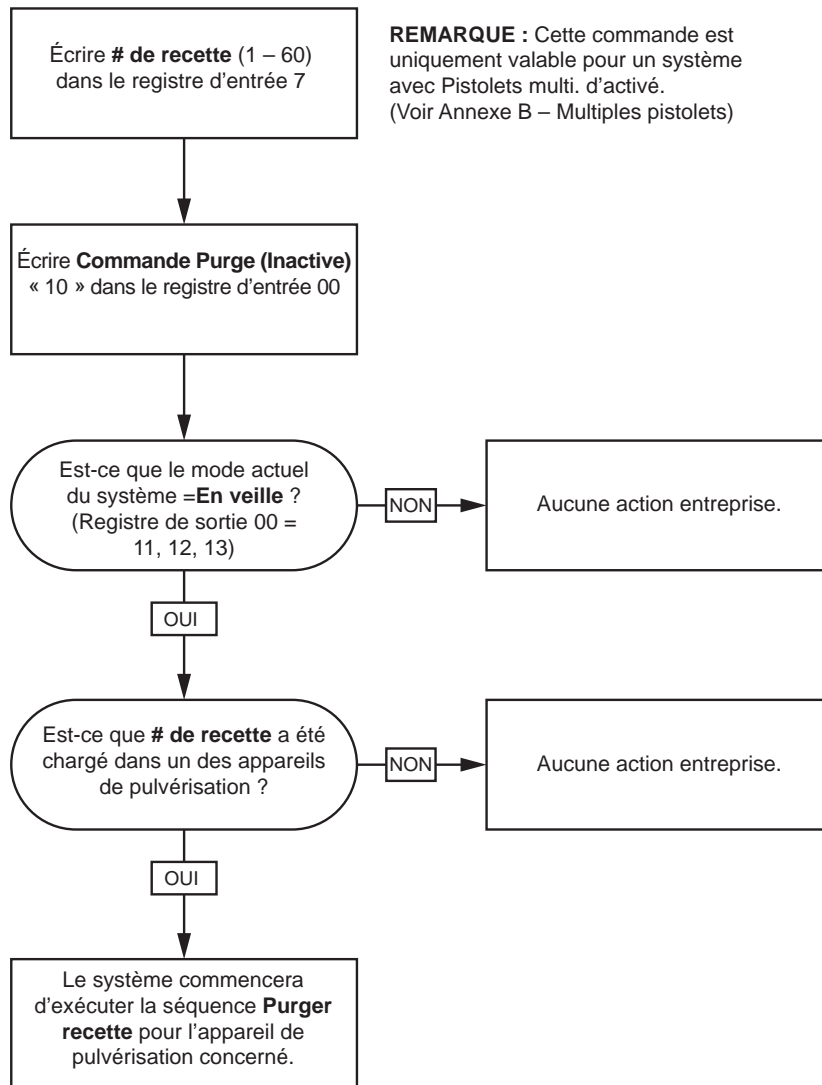 Écrire # de recette (1 – 60)
dans le registre d'entrée 7
REMARQUE : Cette commande est
uniquement valable pour un système
avec Pistolets multi. d'activé.
(Voir Annexe B – Multiples pistolets)
Écrire Commande Purge (Inactive)
« 10 » dans le registre d'entrée 00
Est-ce que le mode actuel
du système =En veille ?
(Registre de sortie 00 =
11, 12, 13)
NON
Aucune action entreprise.
OUI
Est-ce que # de recette a été
chargé dans un des appareils
de pulvérisation ?
NON
Aucune action entreprise.
OUI
Le système commencera
d'exécuter la séquence Purger
recette pour l'appareil de
pulvérisation concerné.